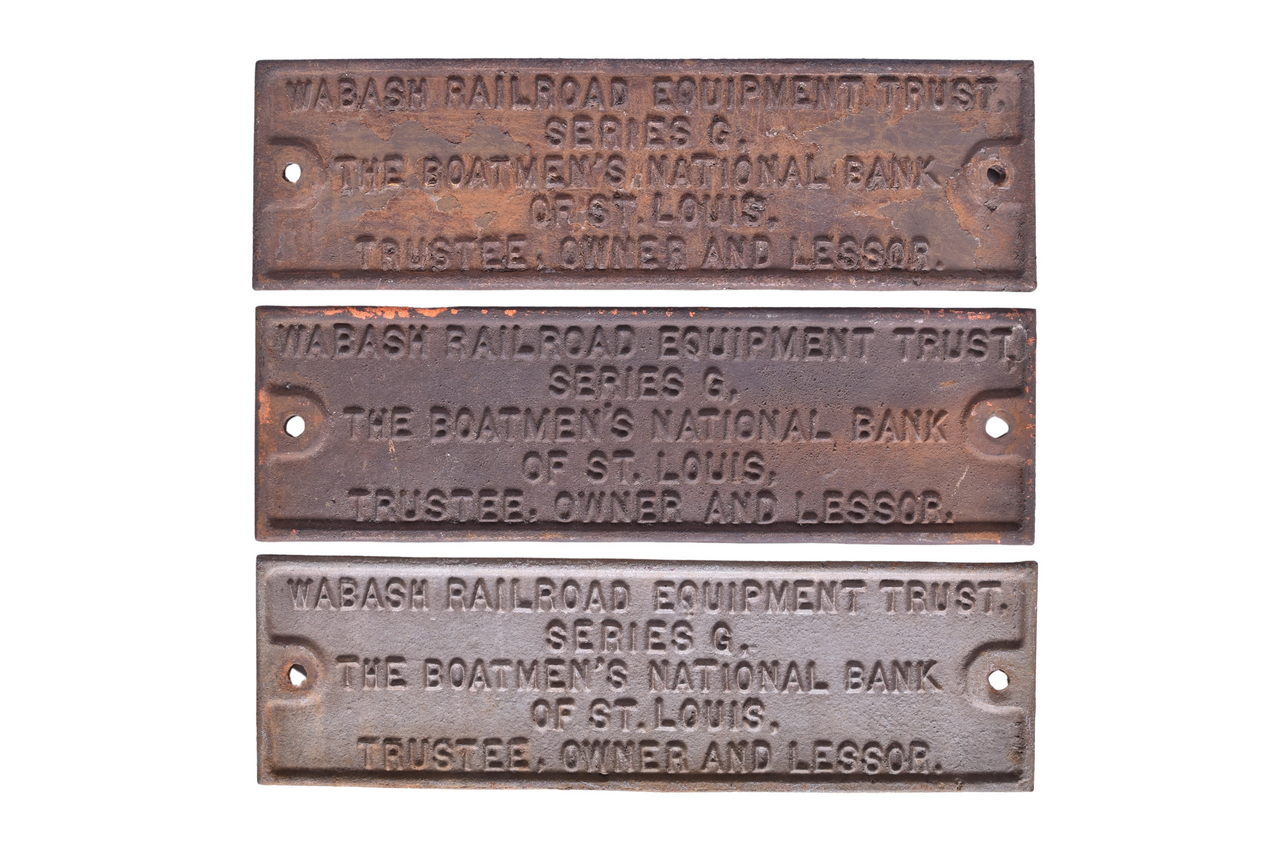 WABASH RAILROAD EQUIPMENT TRUST.
SERIES G.
THE BOATMEN'S NATIONAL BANK
OF ST. LOUIS,
TRUSTEE, OWNER AND LESSOR.
WABASH RAILROAD EQUIPMENT TRUST,
SERIES G,
THE BOATMEN'S NATIONAL BANK
OF ST. LOUIS,
TRUSTEE, OWNER AND LESSOR.
WABASH RAILROAD EQUIPMENT TRUST.
SERIES G.
THE BOATMEN'S NATIONAL BANK
OF ST. LOUIS,
TRUSTEE, OWNER AND LESSOR.